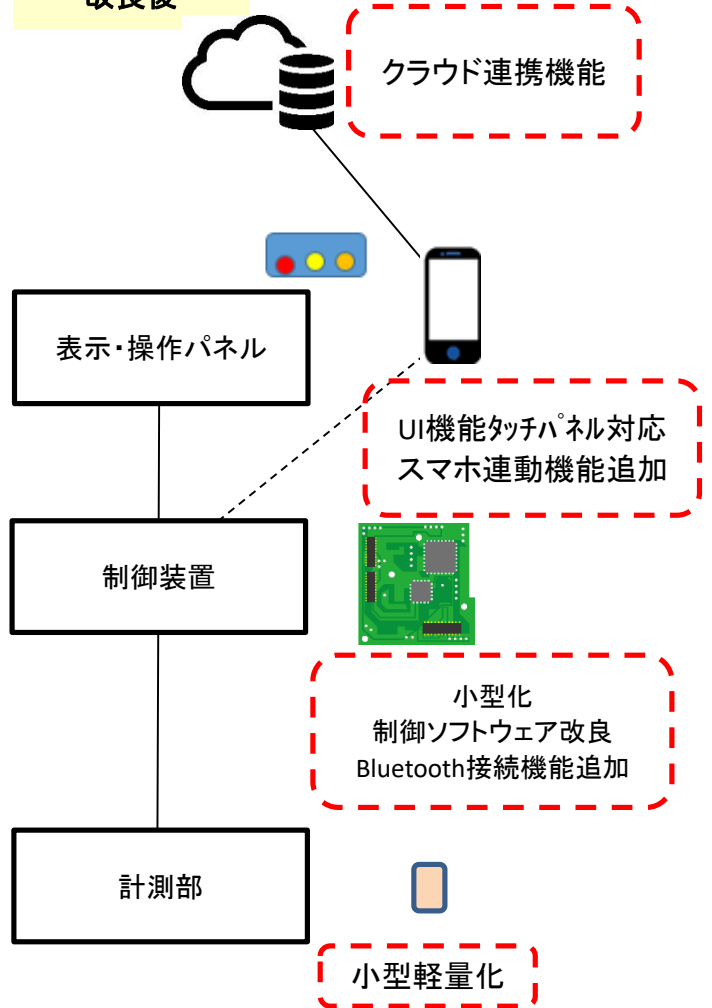 改良後
クラウド連携機能
表示・操作パネル
UI機能ﾀｯﾁﾊﾟﾈﾙ対応
スマホ連動機能追加
制御装置
小型化
制御ソフトウェア改良
Bluetooth接続機能追加
計測部
小型軽量化